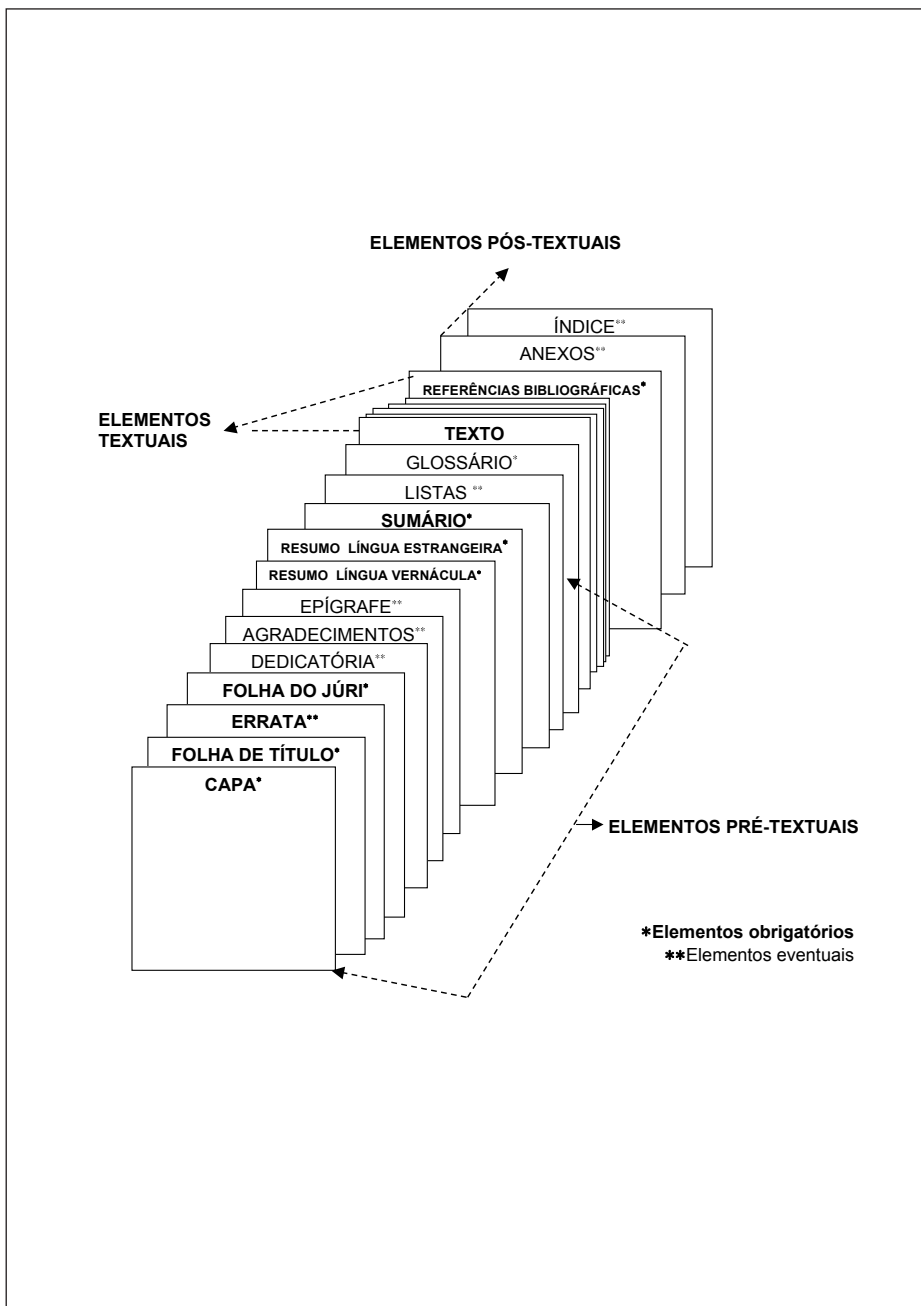 ELEMENTOS PÓS-TEXTUAIS
ÍNDICE**
ANEXOS**
REFERÊNCIAS BIBLIOGRÁFICAS*
ELEMENTOS
TEXTUAIS
TEXTO
GLOSSÁRIO*
LISTAS **
SUMÁRIO*
RESUMO LÍNGUA ESTRANGEIRA*
RESUMO LÍNGUA VERNÁCULA*
EPÍGRAFE**
AGRADECIMENTOS**
DEDICATÓRIA**
FOLHA DO JÚRI*
ERRATA**
FOLHA DE TÍTULO*
CAPA*
ELEMENTOS PRÉ-TEXTUAIS
*Elementos obrigatórios
**Elementos eventuais